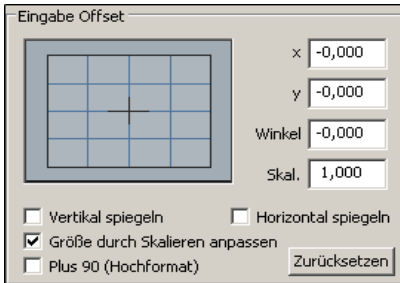 Eingabe Offset
x -0,000
y -0,000
Winkel -0,000
Skal. 1,000
Vertikal spiegeln
Horizontal spiegeln
Größe durch Skalieren anpassen
Plus 90 (Hochformat)
Zurücksetzen